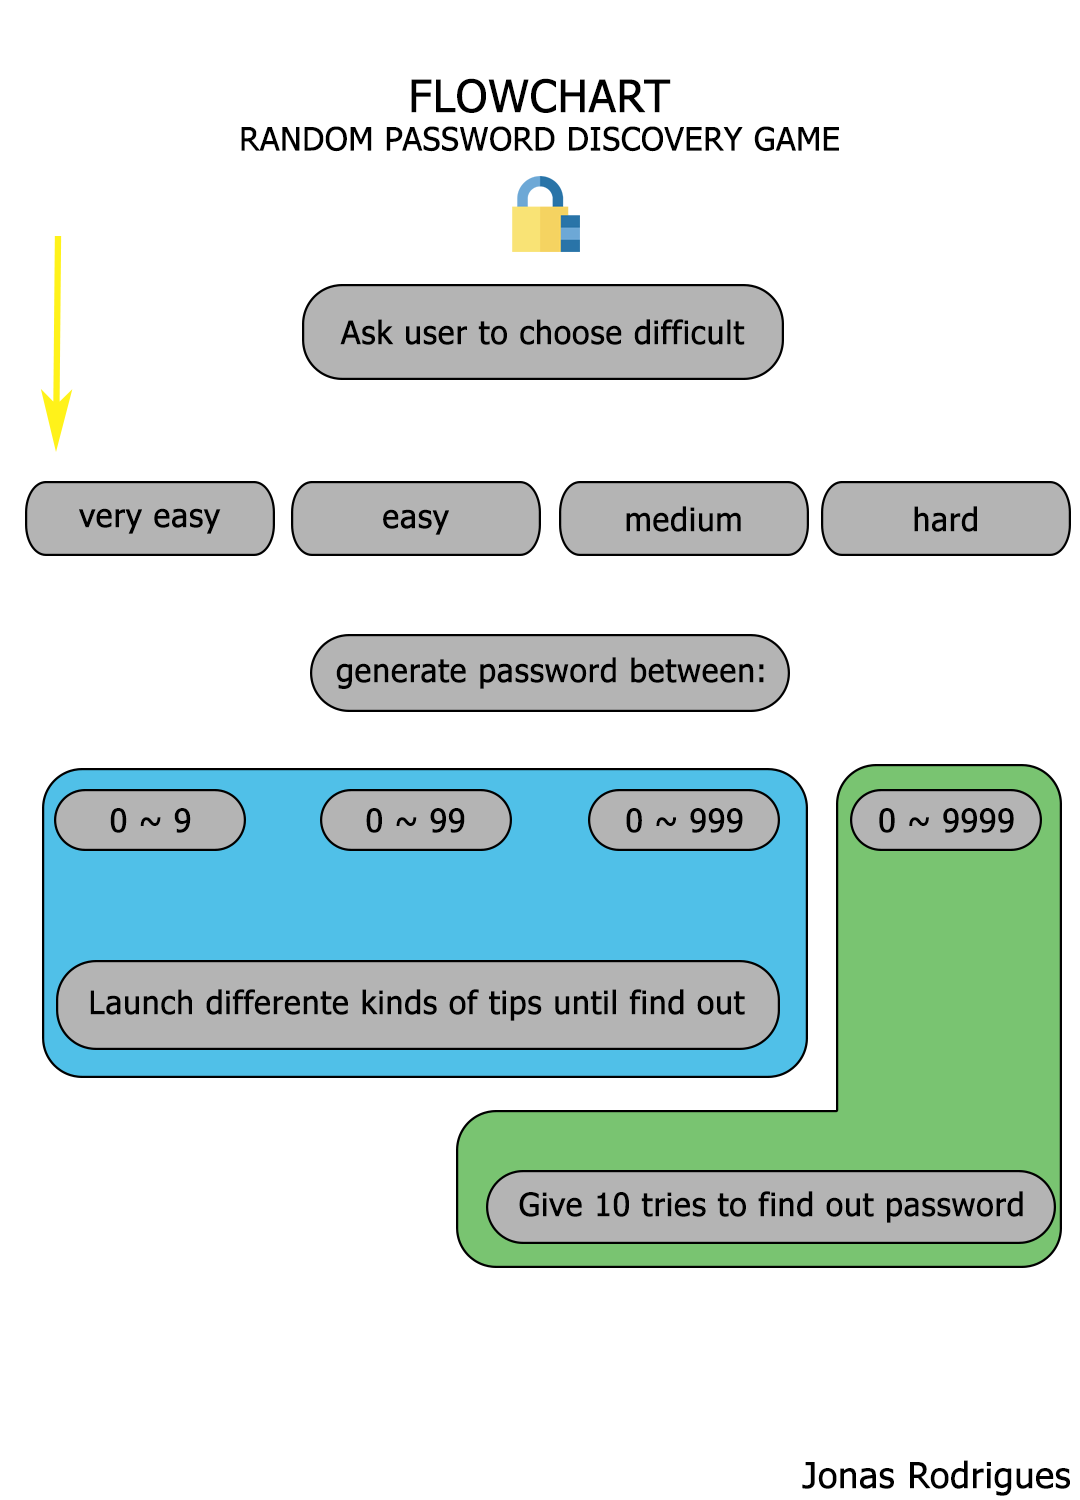 FLOWCHART
RANDOM PASSWORD DISCOVERY GAME
Ask user to choose difficult
very easy
easy
medium
hard
generate password between:
0 ~ 9
0 ~ 99
0 ~ 999
0 ~ 9999
Launch differente kinds of tips until find out
Give 10 tries to find out password
Jonas Rodrigues